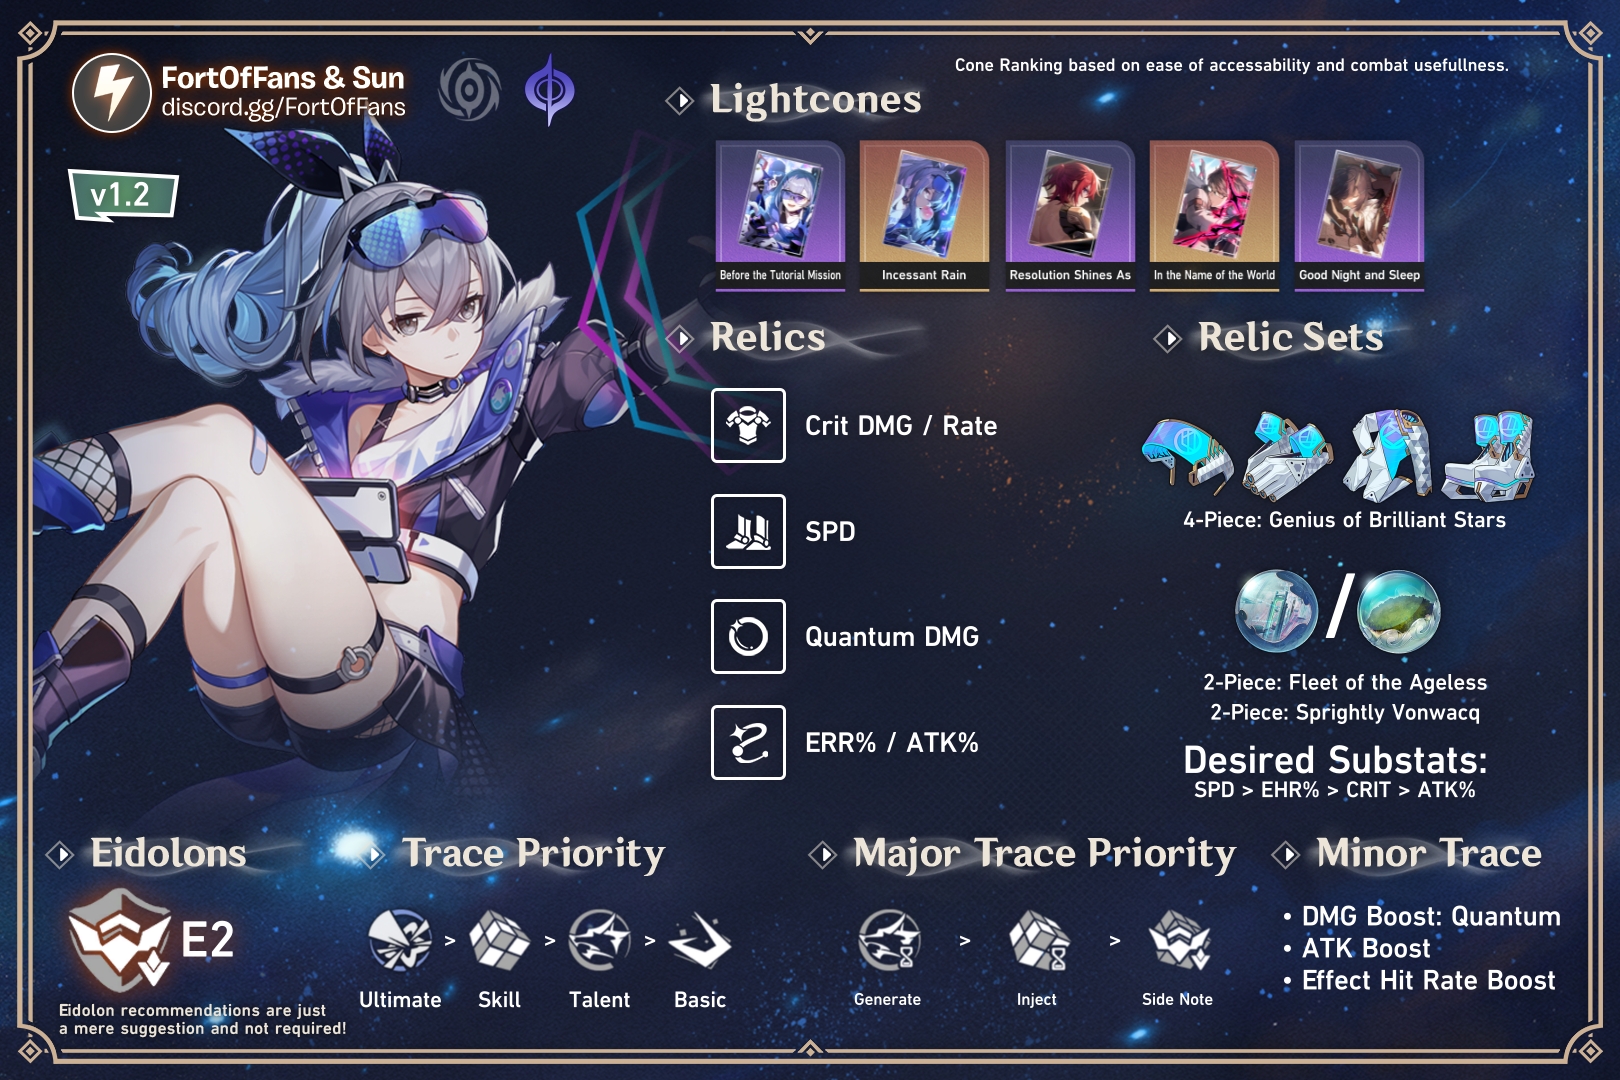 FortOfFans & Sun
discord.gg/FortOfFans
v1.2
Cone Ranking based on ease of accessability and combat usefullness.
Lightcones
Before the Tutorial Mission
Incessant Rain
Resolution Shines As
In the Name of the World
Good Night and Sleep
Relics
Crit DMG / Rate
SPD
Quantum DMG
ERR% / ATK%
Relic Sets
4-Piece: Genius of Brilliant Stars
/
2-Piece: Fleet of the Ageless
2-Piece: Sprightly Vonwacq
Desired Substats:
SPD > EHR% > CRIT > ATK%
Eidolons
E2
Eidolon recommendations are just
a mere suggestion and not required!
Trace Priority
> > >
Ultimate Skill Talent Basic
Major Trace Priority
> >
Generate Inject Side Note
Minor Trace
• DMG Boost: Quantum
• ATK Boost
• Effect Hit Rate Boost